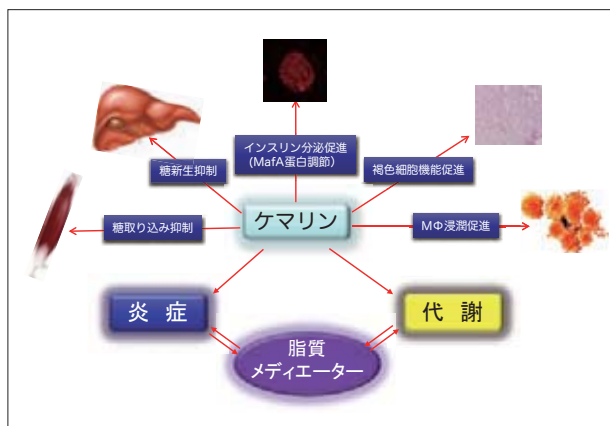 インスリン分泌促進
(MafA蛋白調節)
糖新生抑制
褐色細胞機能促進
糖取り込み抑制
ケマリン
MΦ浸潤促進
炎 症
代 謝
脂質
メディエーター